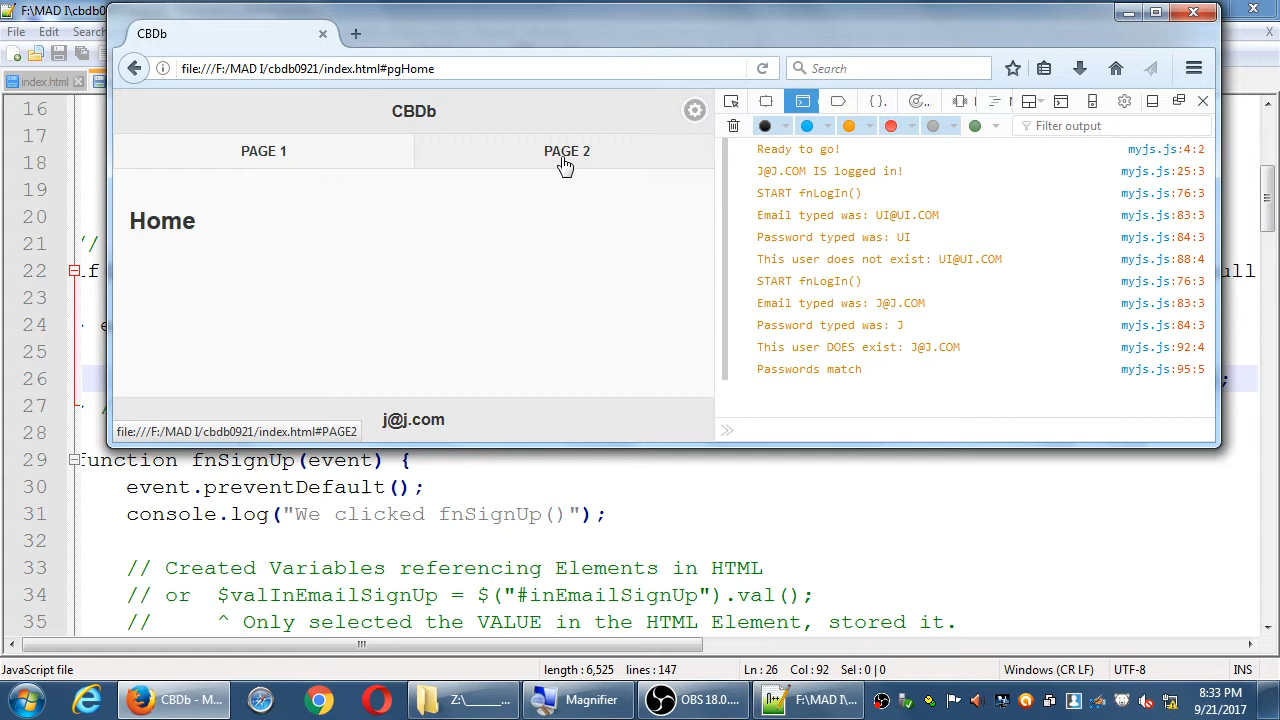 F:\MAD I\cbdb0
File Edit Search
index.html
CBDb
file:///F:/MAD I/cbdb0921/index.html#pgHome
Search
CBDb
PAGE 1
PAGE 2
Home
j@j.com
file:///F:/MAD I/cbdb0921/index.html#PAGE2
Filter output
Ready to go! myjs.js:4:2
J@J.COM IS logged in! myjs.js:25:3
START fnLogIn() myjs.js:76:3
Email typed was: UI@UI.COM myjs.js:83:3
Password typed was: UI myjs.js:84:3
This user does not exist: UI@UI.COM myjs.js:88:4
START fnLogIn() myjs.js:76:3
Email typed was: J@J.COM myjs.js:83:3
Password typed was: J myjs.js:84:3
This user DOES exist: J@J.COM myjs.js:92:4
Passwords match myjs.js:95:5
16
17
18
19
20
21 //
22 if ull
23
24 e
25
26 ;
27 /
28
29 function fnSignUp(event) {
30 event.preventDefault();
31 console.log("We clicked fnSignUp()");
32
33 // Created Variables referencing Elements in HTML
34 // or $valInEmailSignUp = $("#inEmailSignUp").val();
35 // ^ Only selected the VALUE in the HTML Element, stored it.
JavaScript file length : 6,525 lines : 147 Ln : 26 Col : 92 Sel : 0 | 0 Windows (CR LF) UTF-8 INS
CBDb - M...
Z:\_____...
Magnifier
OBS 18.0....
F:\MAD I\...
8:33 PM
9/21/2017